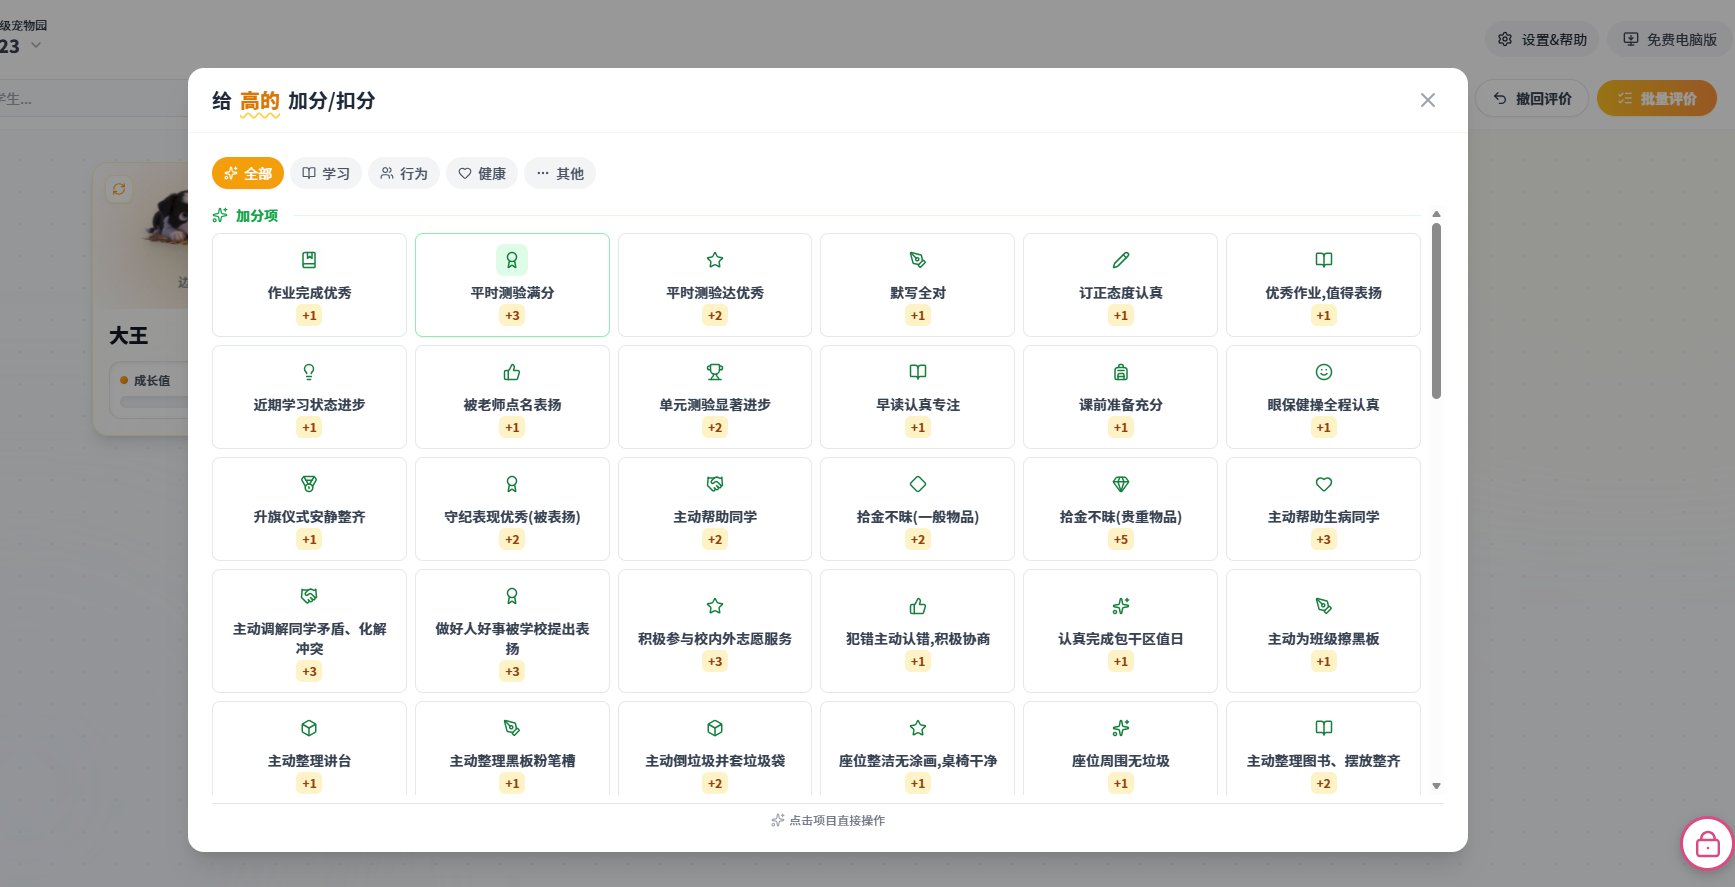 级宠物园
23
设置&帮助
免费电脑版
学生...
撤回评价
批量评价
给 高的 加分/扣分
全部
学习
行为
健康
其他
加分项
作业完成优秀
+1
平时测验满分
+3
平时测验达优秀
+2
默写全对
+1
订正态度认真
+1
优秀作业,值得表扬
+1
近期学习状态进步
+1
被老师点名表扬
+1
单元测验显著进步
+2
早读认真专注
+1
课前准备充分
+1
眼保健操全程认真
+1
升旗仪式安静整齐
+1
守纪表现优秀(被表扬)
+2
主动帮助同学
+2
拾金不昧(一般物品)
+2
拾金不昧(贵重物品)
+5
主动帮助生病同学
+3
主动调解同学矛盾、化解
冲突
+3
做好人好事被学校提出表
扬
+3
积极参与校内外志愿服务
+3
犯错主动认错,积极协商
+1
认真完成包干区值日
+1
主动为班级擦黑板
+1
主动整理讲台
+1
主动整理黑板粉笔槽
+1
主动倒垃圾并套垃圾袋
+2
座位整洁无涂画,桌椅干净
+1
座位周围无垃圾
+1
主动整理图书、摆放整齐
+2
点击项目直接操作
边
大王
成长值